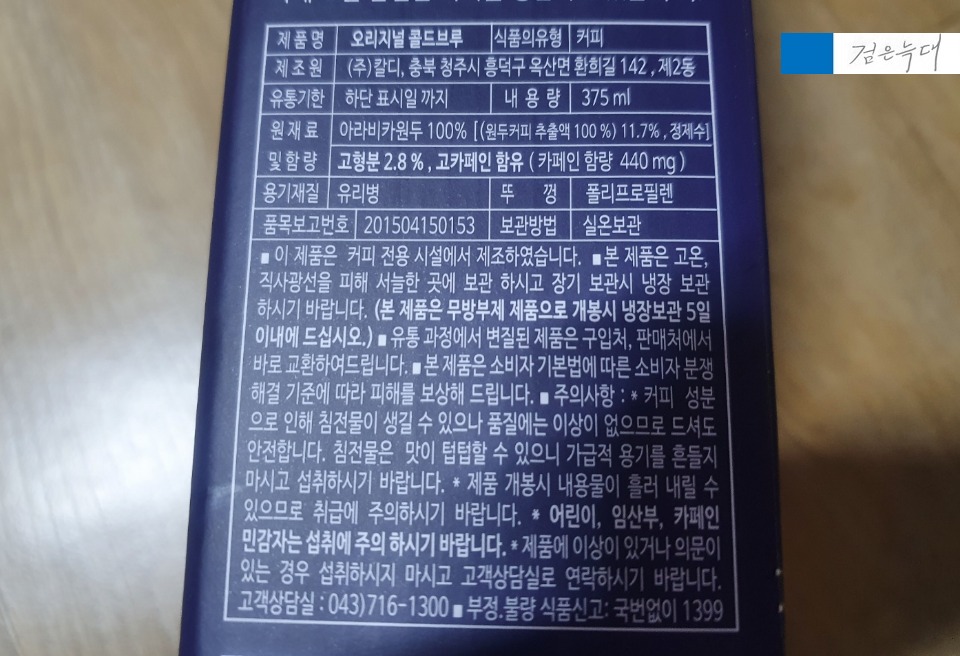 검은늑대
제품명 오리지널 콜드브루 식품의유형 커피
제조원 (주)칼디, 충북 청주시 흥덕구 옥산면 환희길 142, 제2동
유통기한 하단 표시일 까지 내용량 375 ml
원재료 아라비카원두 100% [(원두커피 추출액 100 %) 11.7%, 정제수]
및함량 고형분 2.8 %, 고카페인 함유 ( 카페인 함량 440 mg )
용기재질 유리병 뚜껑 폴리프로필렌
품목보고번호 201504150153 보관방법 실온보관
■ 이 제품은 커피 전용 시설에서 제조하였습니다. ■ 본 제품은 고온,
직사광선을 피해 서늘한 곳에 보관 하시고 장기 보관시 냉장 보관
하시기 바랍니다. (본 제품은 무방부제 제품으로 개봉시 냉장보관 5일
이내에 드십시오.) ■ 유통 과정에서 변질된 제품은 구입처, 판매처에서
바로 교환하여드립니다. ■ 본 제품은 소비자 기본법에 따른 소비자 분쟁
해결 기준에 따라 피해를 보상해 드립니다. ■ 주의사항 : * 커피 성분
으로 인해 침전물이 생길 수 있으나 품질에는 이상이 없으므로 드셔도
안전합니다. 침전물은 맛이 텁텁할 수 있으니 가급적 용기를 흔들지
마시고 섭취하시기 바랍니다. * 제품 개봉시 내용물이 흘러 내릴 수
있으므로 취급에 주의하시기 바랍니다. * 어린이, 임산부, 카페인
민감자는 섭취에 주의 하시기 바랍니다. * 제품에 이상이 있거나 의문이
있는 경우 섭취하시지 마시고 고객상담실로 연락하시기 바랍니다.
고객상담실 : 043)716-1300 ■ 부정.불량 식품신고: 국번없이 1399